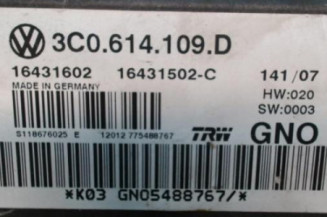 3C0.614.109.D
16431602 16431502-C 141/07
MADE IN GERMANY HW:020
SW:0003
S118676025 E 12012 775488767 TRW GNO
*K03 GNO5488767/*